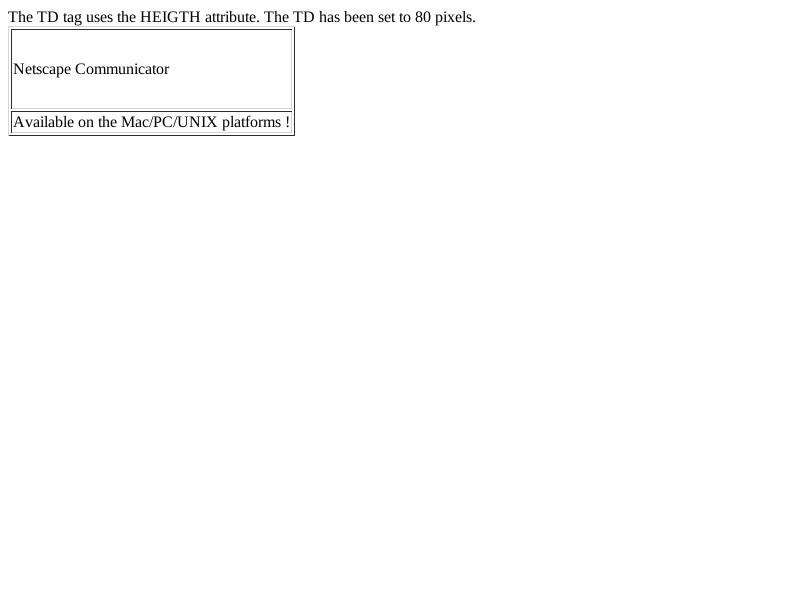 The TD tag uses the HEIGTH attribute. The TD has been set to 80 pixels.
Netscape Communicator
Available on the Mac/PC/UNIX platforms !